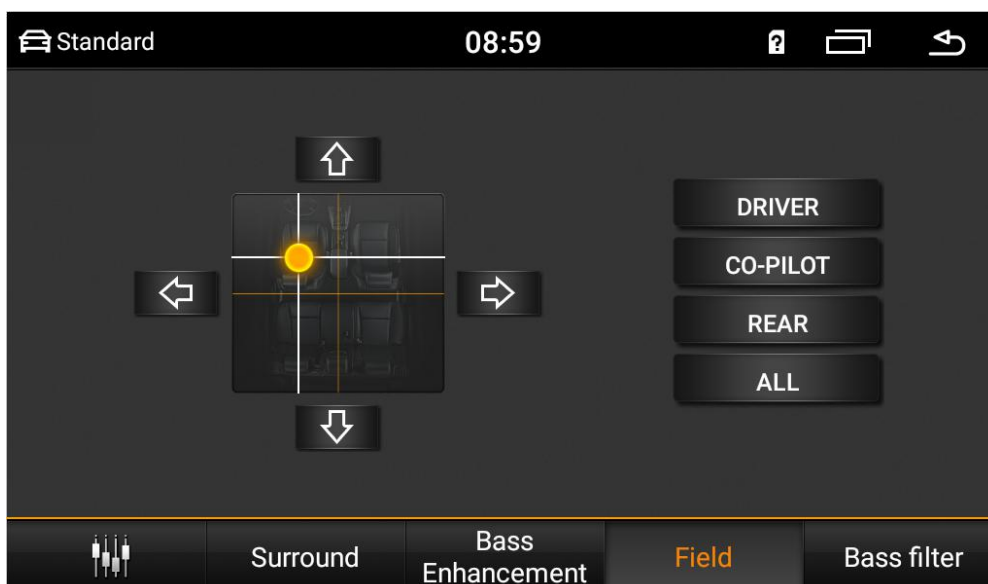 Standard
08:59
DRIVER
CO-PILOT
REAR
ALL
Surround
Bass
Enhancement
Field
Bass filter